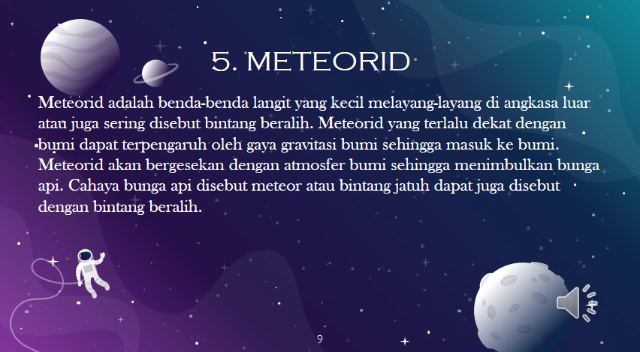 5. METEORID
Meteorid adalah benda-benda langit yang kecil melayang-layang di angkasa luar
atau juga sering disebut bintang beralih. Meteorid yang terlalu dekat dengan
bumi dapat terpengaruh oleh gaya gravitasi bumi sehingga masuk ke bumi.
Meteorid akan bergesekan dengan atmosfer bumi sehingga menimbulkan bunga
api. Cahaya bunga api disebut meteor atau bintang jatuh dapat juga disebut
dengan bintang beralih.
9